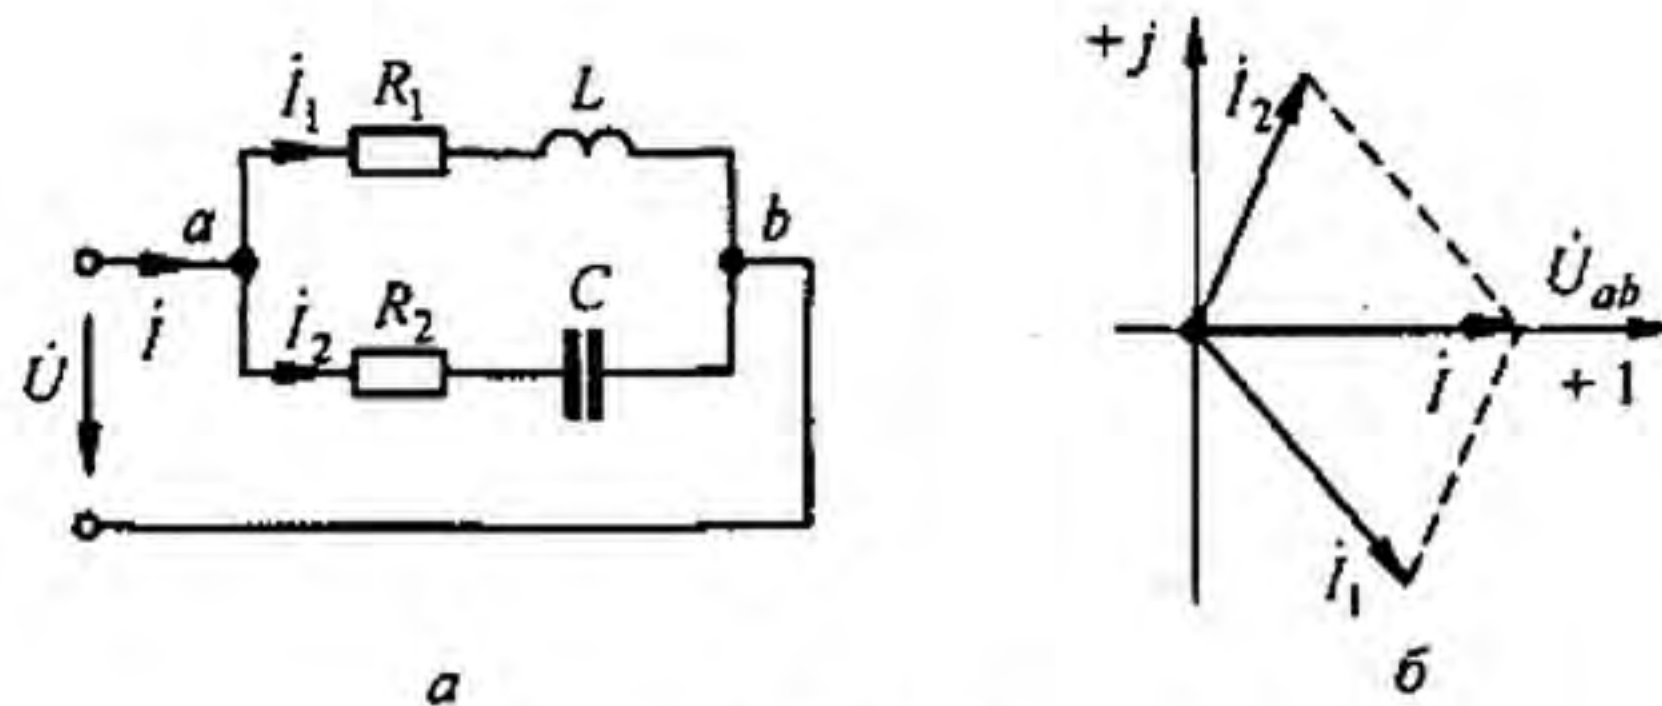 İ₁ R₁ L
a b
İ
U̇
İ₂ R₂ C
а
+j
İ₂
U̇ab
İ +1
İ₁
б